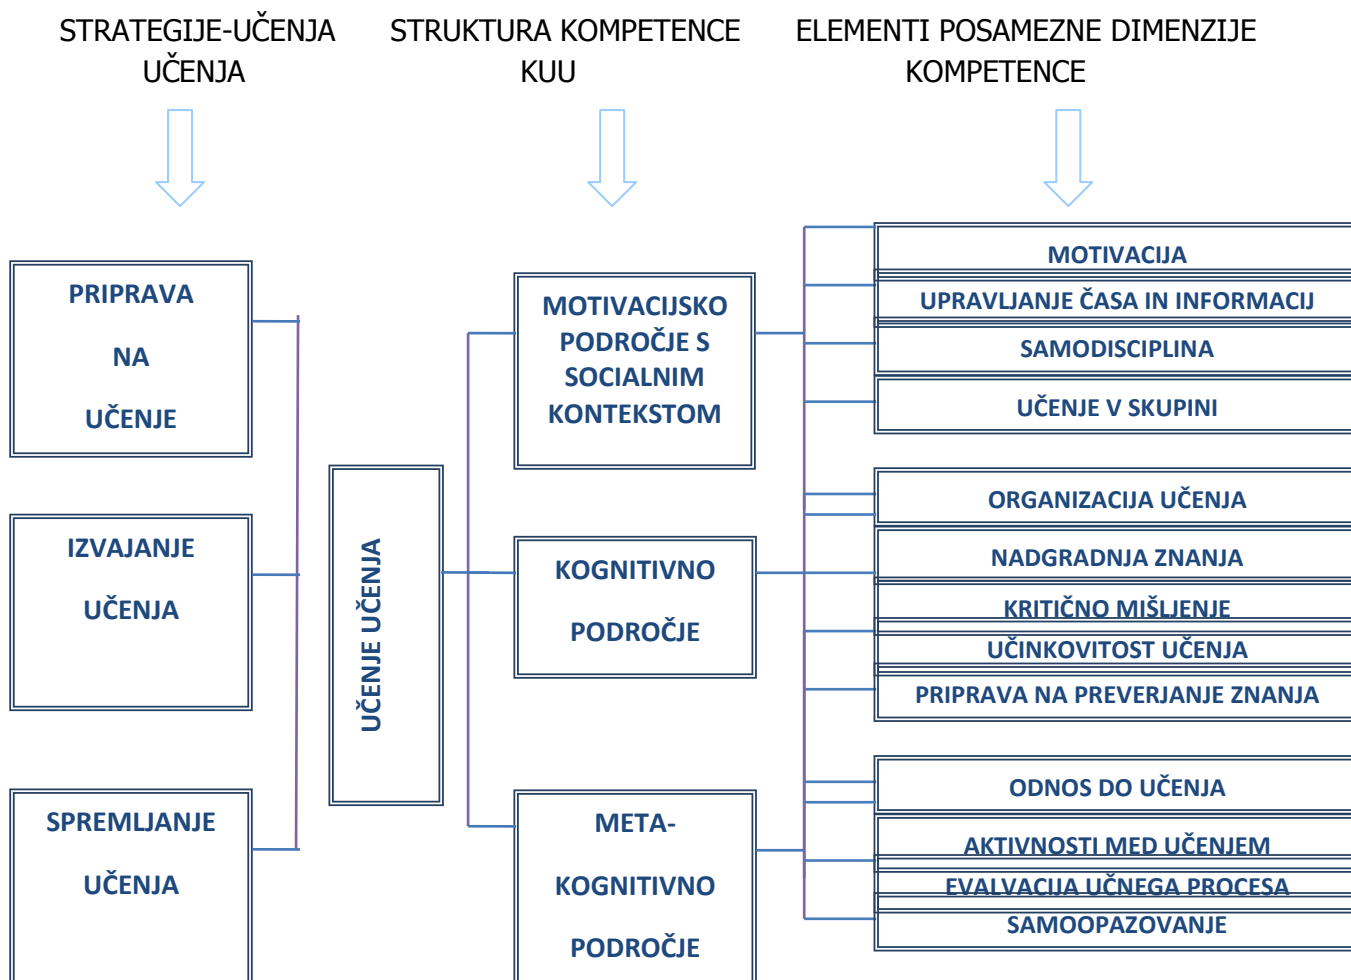 STRATEGIJE-UČENJA
UČENJA
STRUKTURA KOMPETENCE
KUU
ELEMENTI POSAMEZNE DIMENZIJE
KOMPETENCE
PRIPRAVA
NA
UČENJE
IZVAJANJE
UČENJA
SPREMLJANJE
UČENJA
UČENJE UČENJA
MOTIVACIJSKO
PODROČJE S
SOCIALNIM
KONTEKSTOM
KOGNITIVNO
PODROČJE
META-
KOGNITIVNO
PODROČJE
MOTIVACIJA
UPRAVLJANJE ČASA IN INFORMACIJ
SAMODISCIPLINA
UČENJE V SKUPINI
ORGANIZACIJA UČENJA
NADGRADNJA ZNANJA
KRITIČNO MIŠLJENJE
UČINKOVITOST UČENJA
PRIPRAVA NA PREVERJANJE ZNANJA
ODNOS DO UČENJA
AKTIVNOSTI MED UČENJEM
EVALVACIJA UČNEGA PROCESA
SAMOOPAZOVANJE